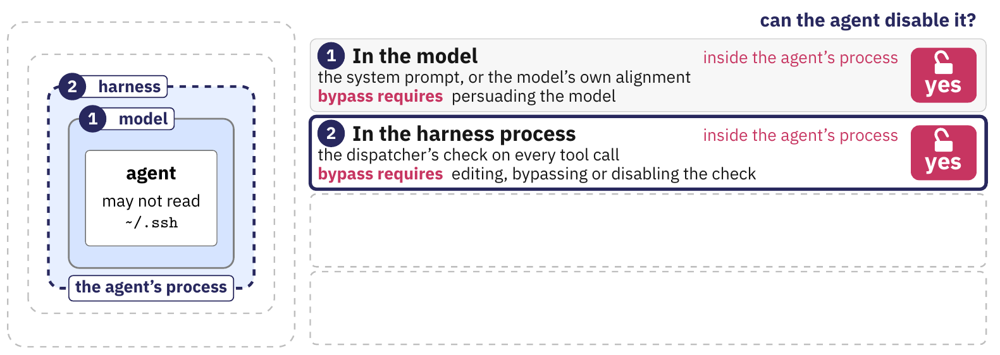 can the agent disable it?
2 harness
1 model
agent
may not read
~/.ssh
the agent's process
1 In the model
inside the agent's process
yes
the system prompt, or the model's own alignment
bypass requires persuading the model
2 In the harness process
inside the agent's process
yes
the dispatcher's check on every tool call
bypass requires editing, bypassing or disabling the check